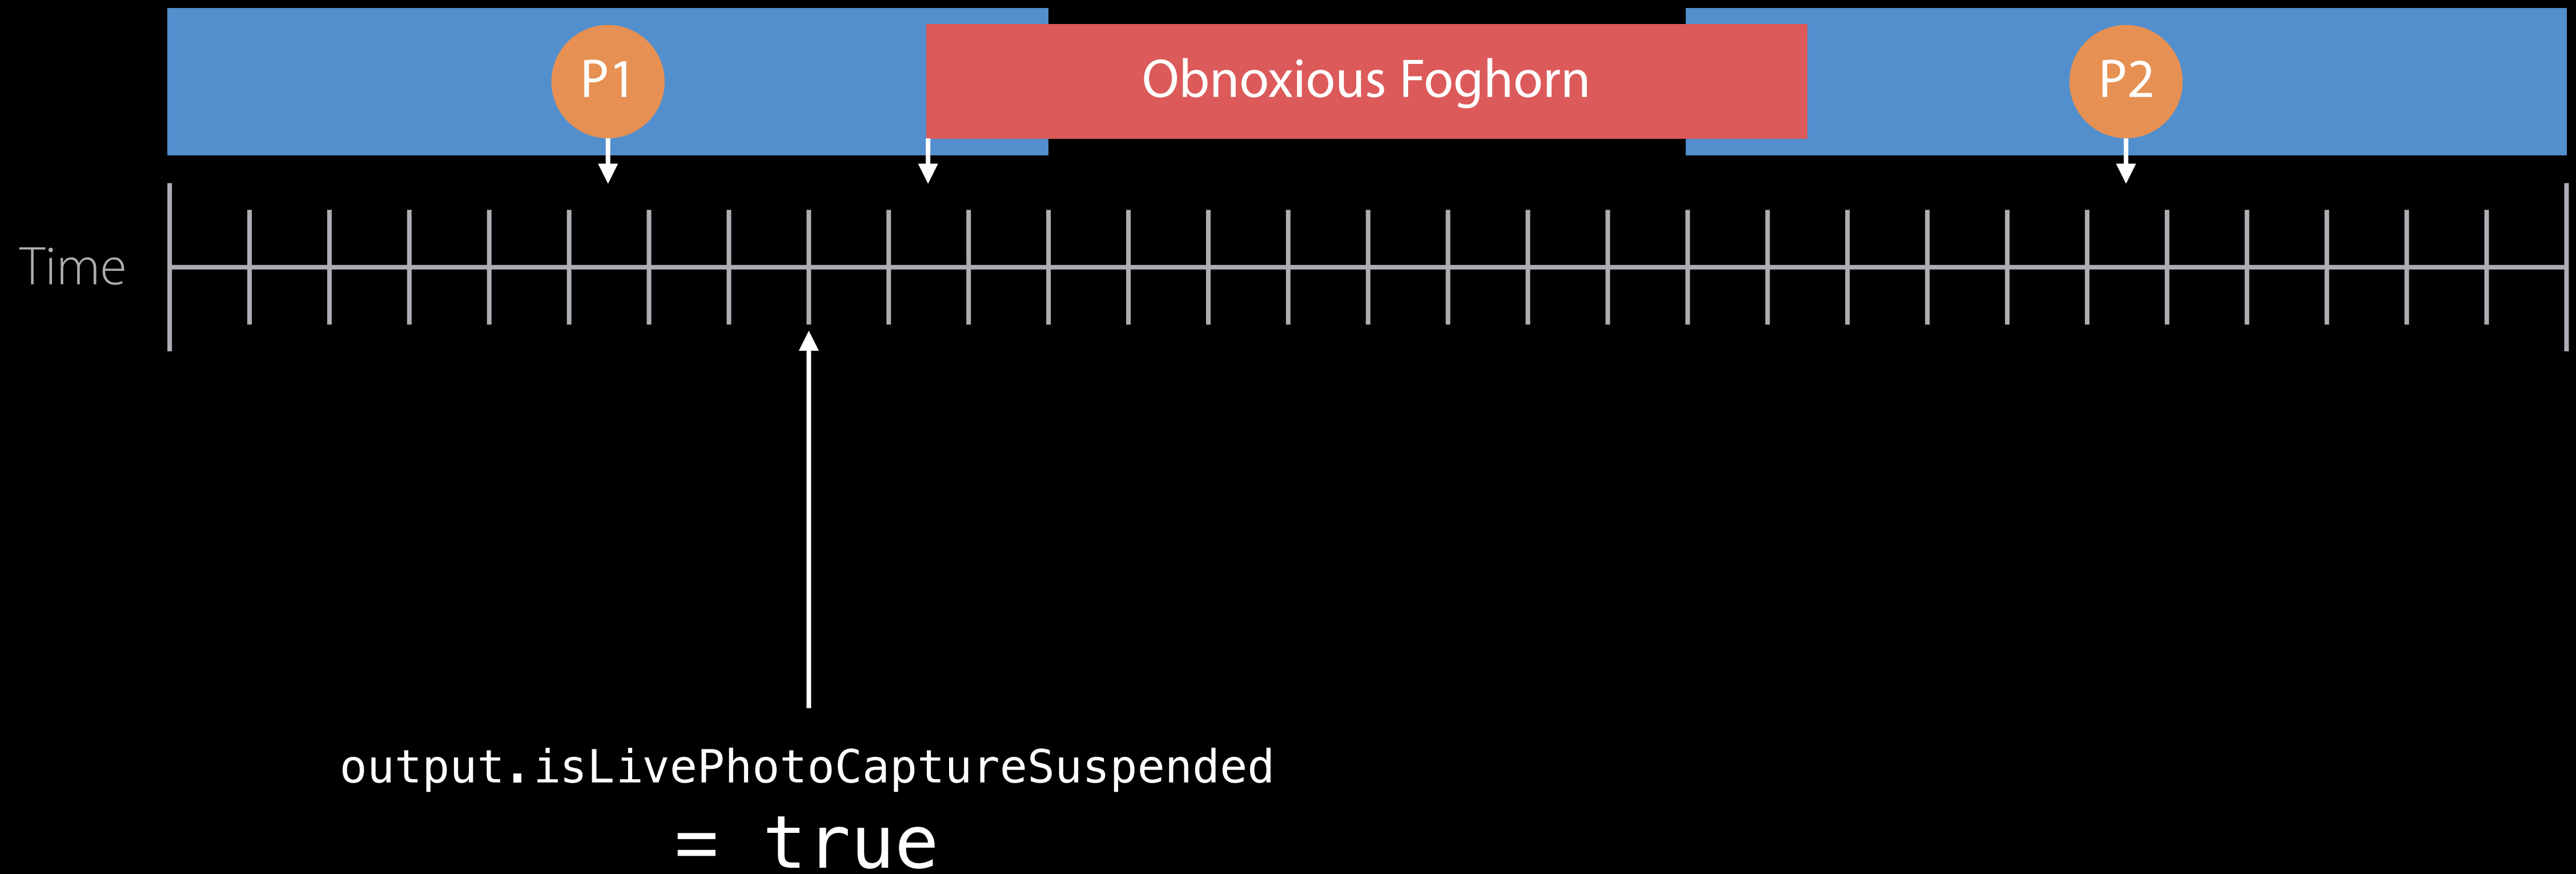 P1
Obnoxious Foghorn
P2
Time
output.isLivePhotoCaptureSuspended
= true